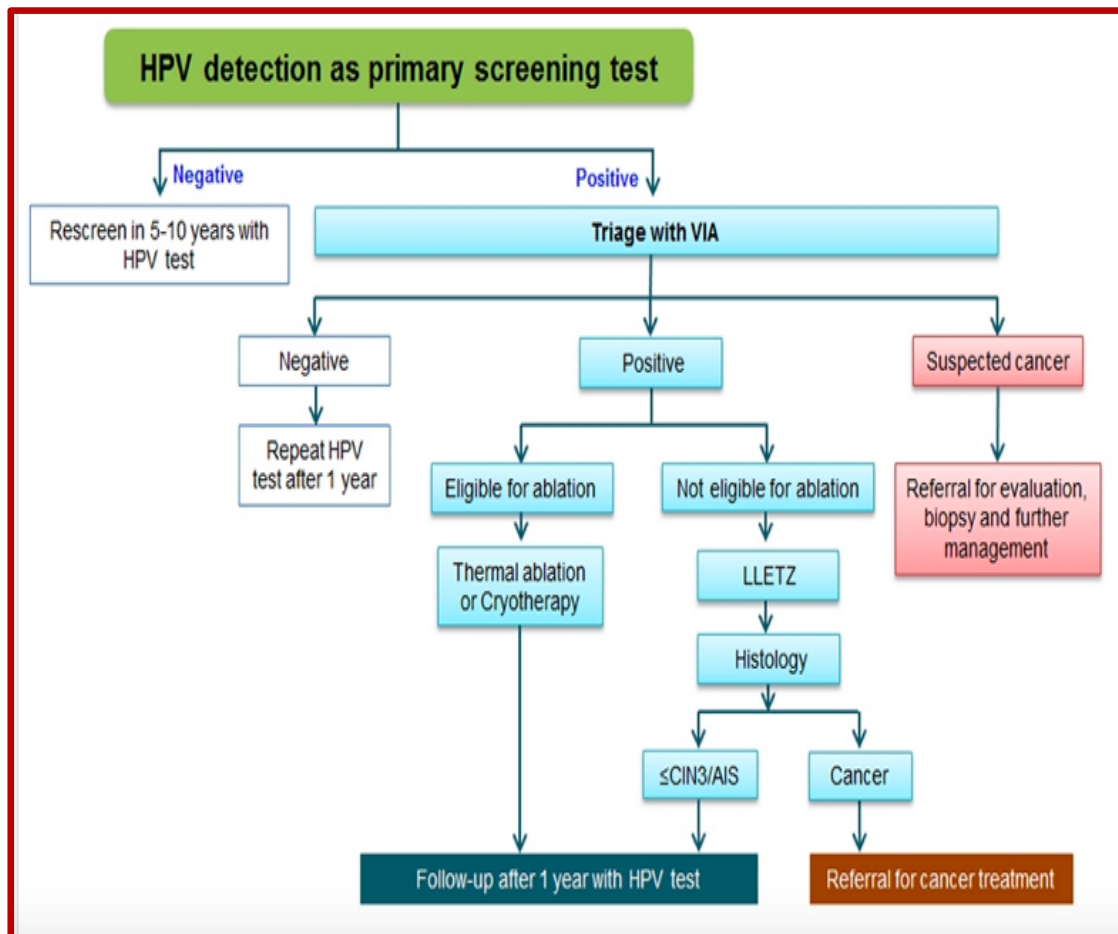 HPV detection as primary screening test
Negative
Positive
Rescreen in 5-10 years with
HPV test
Triage with VIA
Negative
Positive
Suspected cancer
Repeat HPV
test after 1 year
Eligible for ablation
Not eligible for ablation
Referral for evaluation,
biopsy and further
management
Thermal ablation
or Cryotherapy
LLETZ
Histology
≤CIN3/AIS
Cancer
Follow-up after 1 year with HPV test
Referral for cancer treatment